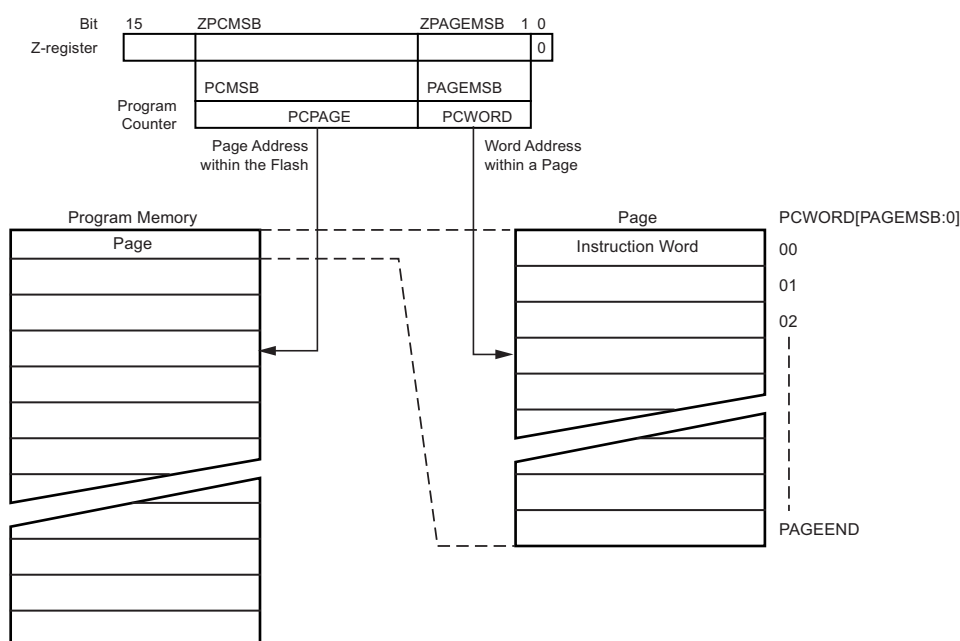 Bit 15 ZPCMSB ZPAGEMSB 1 0
Z-register 0
PCMSB PAGEMSB
Program
Counter
PCPAGE PCWORD
Page Address
within the Flash
Word Address
within a Page
Program Memory
Page
Page
Instruction Word
PCWORD[PAGEMSB:0]
00
01
02
PAGEEND